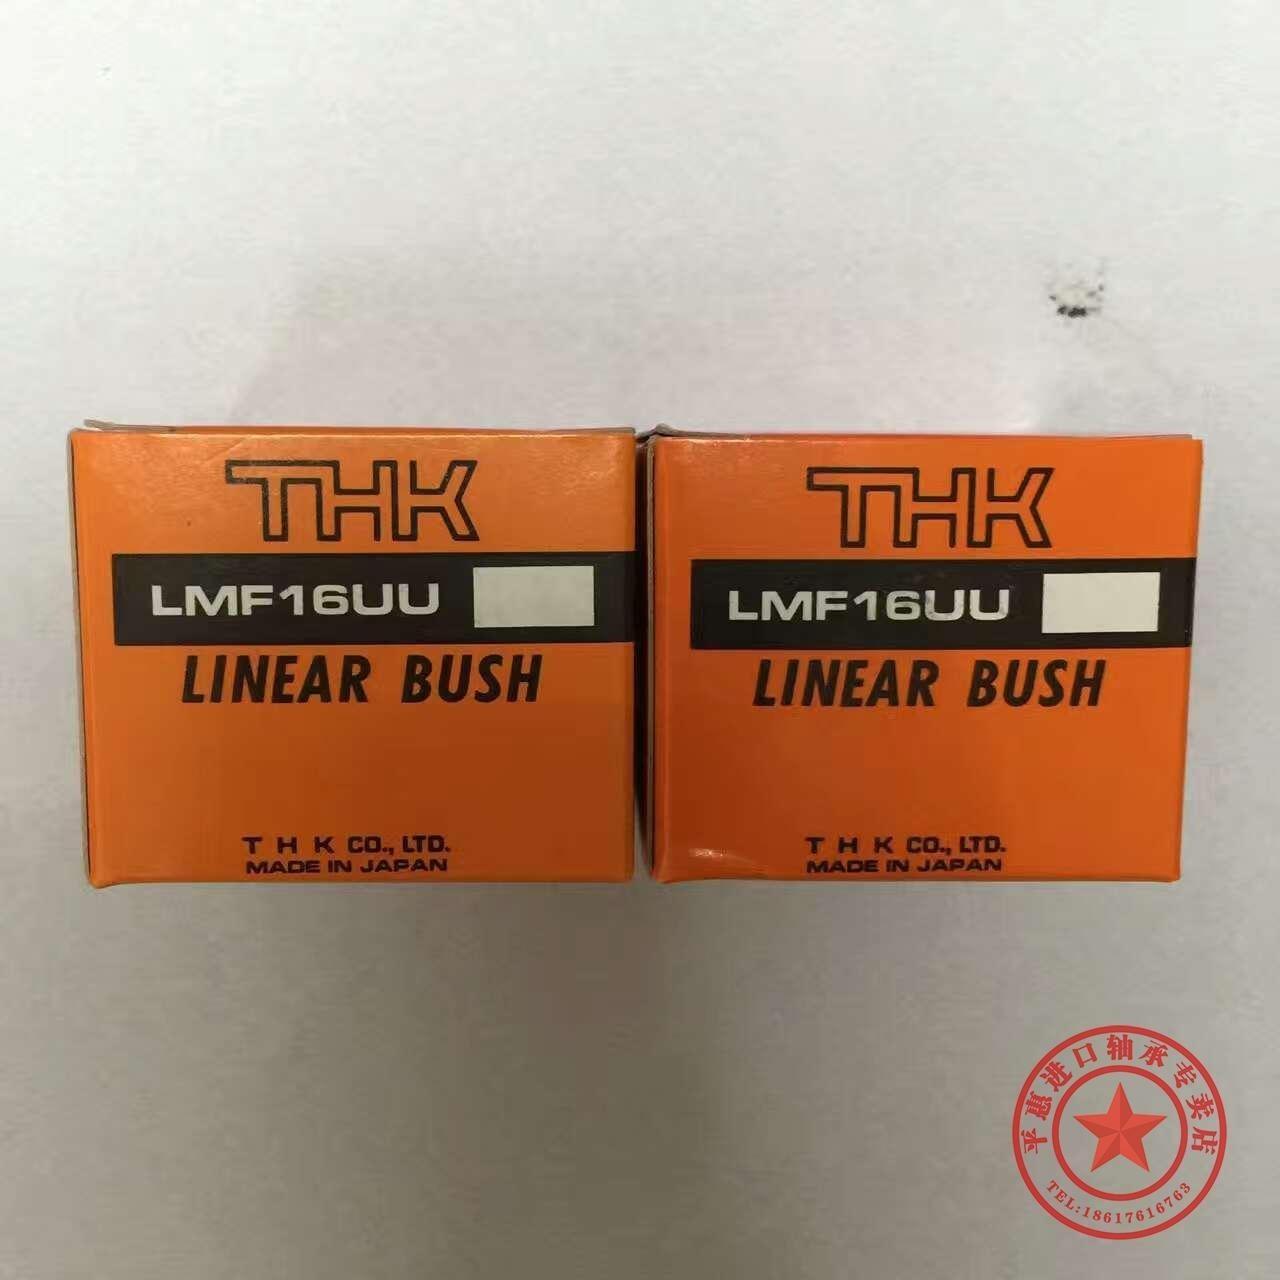 THK
LMF16UU
LINEAR BUSH
T H K CO., LTD.
MADE IN JAPAN
THK
LMF16UU
LINEAR BUSH
T H K CO., LTD.
MADE IN JAPAN
平慧进口轴承专卖店
TEL:18617616763